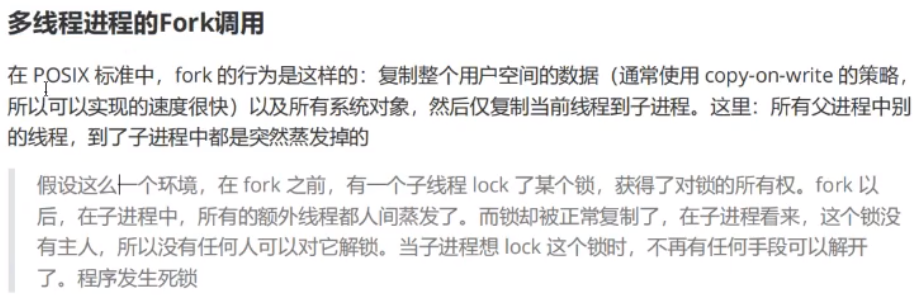 多线程进程的Fork调用
在 POSIX 标准中，fork 的行为是这样的：复制整个用户空间的数据（通常使用 copy-on-write 的策略，
所以可以实现的速度很快）以及所有系统对象，然后仅复制当前线程到子进程。这里：所有父进程中别
的线程，到了子进程中都是突然蒸发掉的
假设这么一个环境，在 fork 之前，有一个子线程 lock 了某个锁，获得了对锁的所有权。fork 以
后，在子进程中，所有的额外线程都人间蒸发了。而锁却被正常复制了，在子进程看来，这个锁没
有主人，所以没有任何人可以对它解锁。当子进程想 lock 这个锁时，不再有任何手段可以解开
了。程序发生死锁